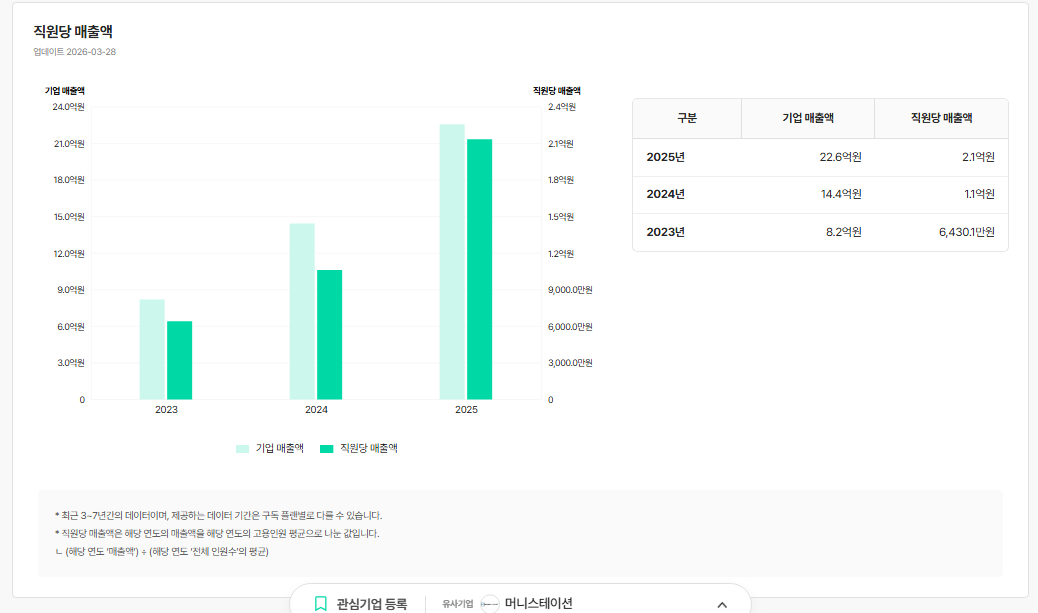 직원당 매출액
업데이트 2026-03-28
기업 매출액
직원당 매출액
24.0억원
21.0억원
18.0억원
15.0억원
12.0억원
9.0억원
6.0억원
3.0억원
0
2.4억원
2.1억원
1.8억원
1.5억원
1.2억원
9,000.0만원
6,000.0만원
3,000.0만원
0
2023
2024
2025
기업 매출액
직원당 매출액
구분 기업 매출액 직원당 매출액
2025년 22.6억원 2.1억원
2024년 14.4억원 1.1억원
2023년 8.2억원 6,430.1만원
* 최근 3~7년간의 데이터이며, 제공하는 데이터 기간은 구독 플랜별로 다를 수 있습니다.
* 직원당 매출액은 해당 연도의 매출액을 해당 연도의 고용인원 평균으로 나눈 값입니다.
ㄴ (해당 연도 '매출액') ÷ (해당 연도 '전체 인원수'의 평균)
관심기업 등록
유사기업 머니스테이션